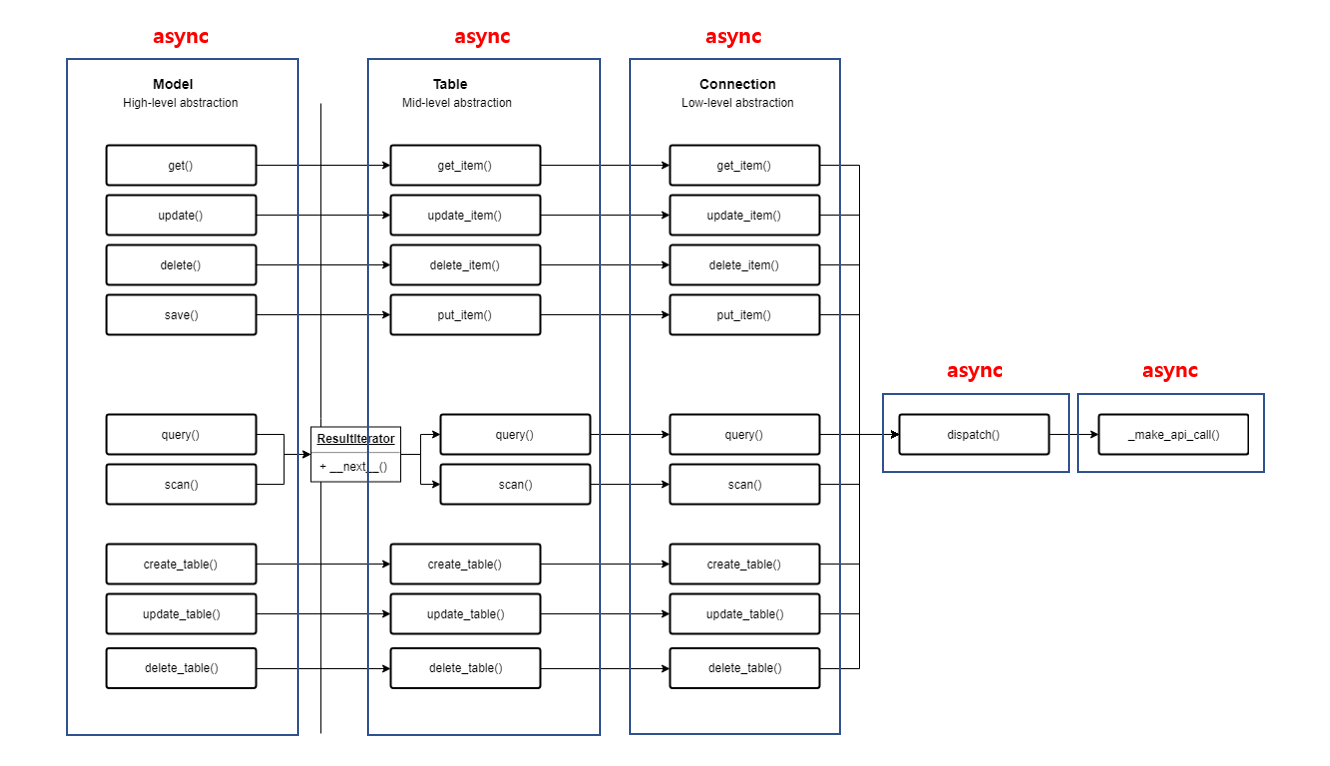 async
async
async
Model
High-level abstraction
Table
Mid-level abstraction
Connection
Low-level abstraction
get()
get_item()
get_item()
update()
update_item()
update_item()
delete()
delete_item()
delete_item()
save()
put_item()
put_item()
async
async
query()
ResultIterator
+ __next__()
query()
query()
dispatch()
_make_api_call()
scan()
scan()
scan()
create_table()
create_table()
create_table()
update_table()
update_table()
update_table()
delete_table()
delete_table()
delete_table()